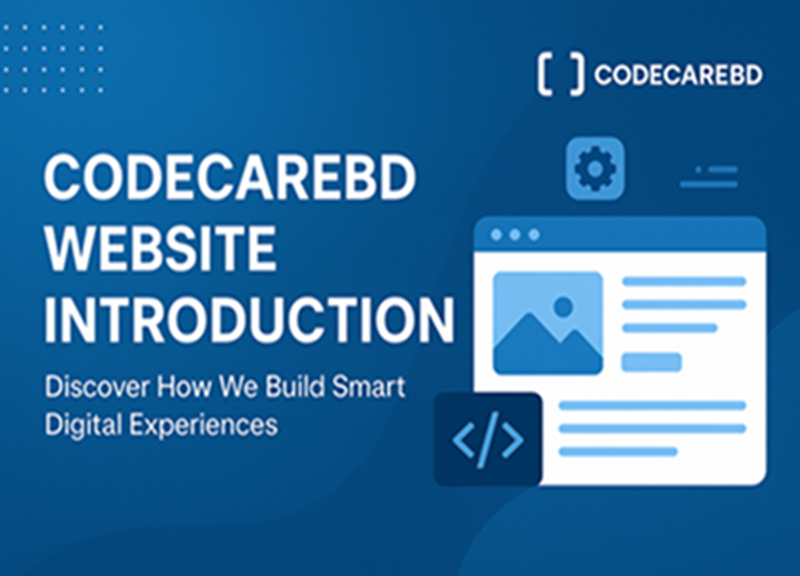 [ ] CODECAREBD
CODECAREBD
WEBSITE
INTRODUCTION
Discover How We Build Smart
Digital Experiences
</>